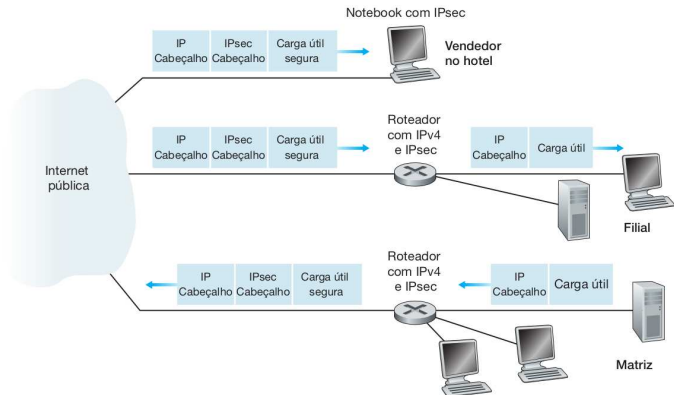 Notebook com IPsec
IP
Cabeçalho
IPsec
Cabeçalho
Carga útil
segura
Vendedor
no hotel
Internet
pública
IP
Cabeçalho
IPsec
Cabeçalho
Carga útil
segura
Roteador
com IPv4
e IPsec
IP
Cabeçalho
Carga útil
Filial
IP
Cabeçalho
IPsec
Cabeçalho
Carga útil
segura
Roteador
com IPv4
e IPsec
IP
Cabeçalho
Carga útil
Matriz